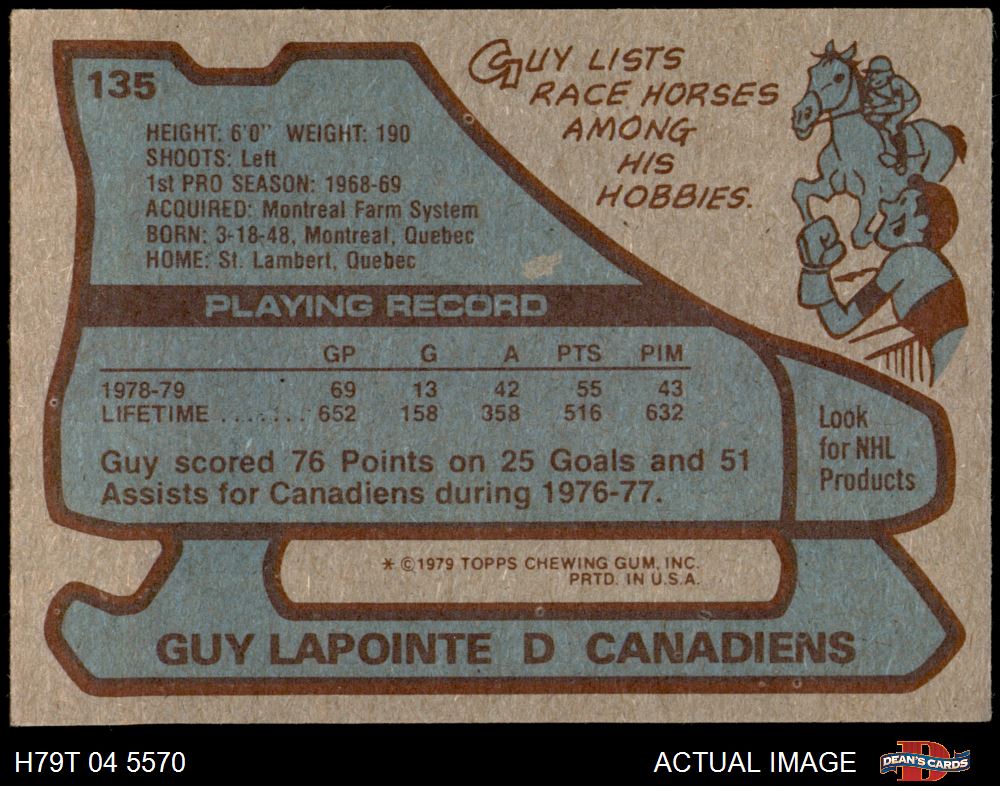 135
GUY LISTS
RACE HORSES
AMONG
HIS
HOBBIES.
HEIGHT: 6'0" WEIGHT: 190
SHOOTS: Left
1st PRO SEASON: 1968-69
ACQUIRED: Montreal Farm System
BORN: 3-18-48, Montreal, Quebec
HOME: St. Lambert, Quebec
PLAYING RECORD
GP G A PTS PIM
1978-79 69 13 42 55 43
LIFETIME ........ 652 158 358 516 632
Guy scored 76 Points on 25 Goals and 51
Assists for Canadiens during 1976-77.
Look
for NHL
Products
* ©1979 TOPPS CHEWING GUM, INC.
PRTD. IN U.S.A.
GUY LAPOINTE D CANADIENS
H79T 04 5570
ACTUAL IMAGE
D
DEAN'S CARDS